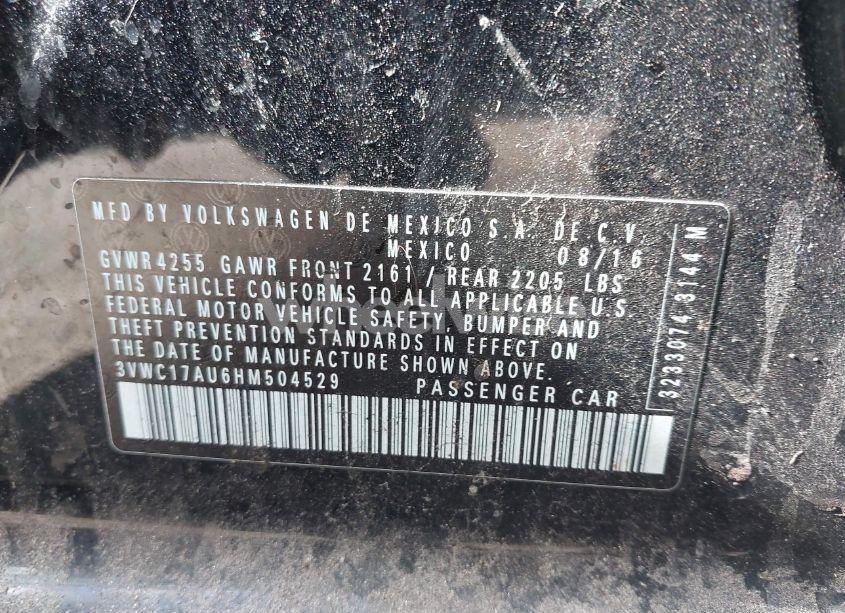 MFD BY VOLKSWAGEN DE MEXICO S.A. DE C.V.
MEXICO 08/16
GVWR 4255 GAWR FRONT 2161 / REAR 2205 LBS
THIS VEHICLE CONFORMS TO ALL APPLICABLE U.S.
FEDERAL MOTOR VEHICLE SAFETY, BUMPER AND
THEFT PREVENTION STANDARDS IN EFFECT ON
THE DATE OF MANUFACTURE SHOWN ABOVE.
3VWC17AU6HM504529 PASSENGER CAR
3233074 3144 M